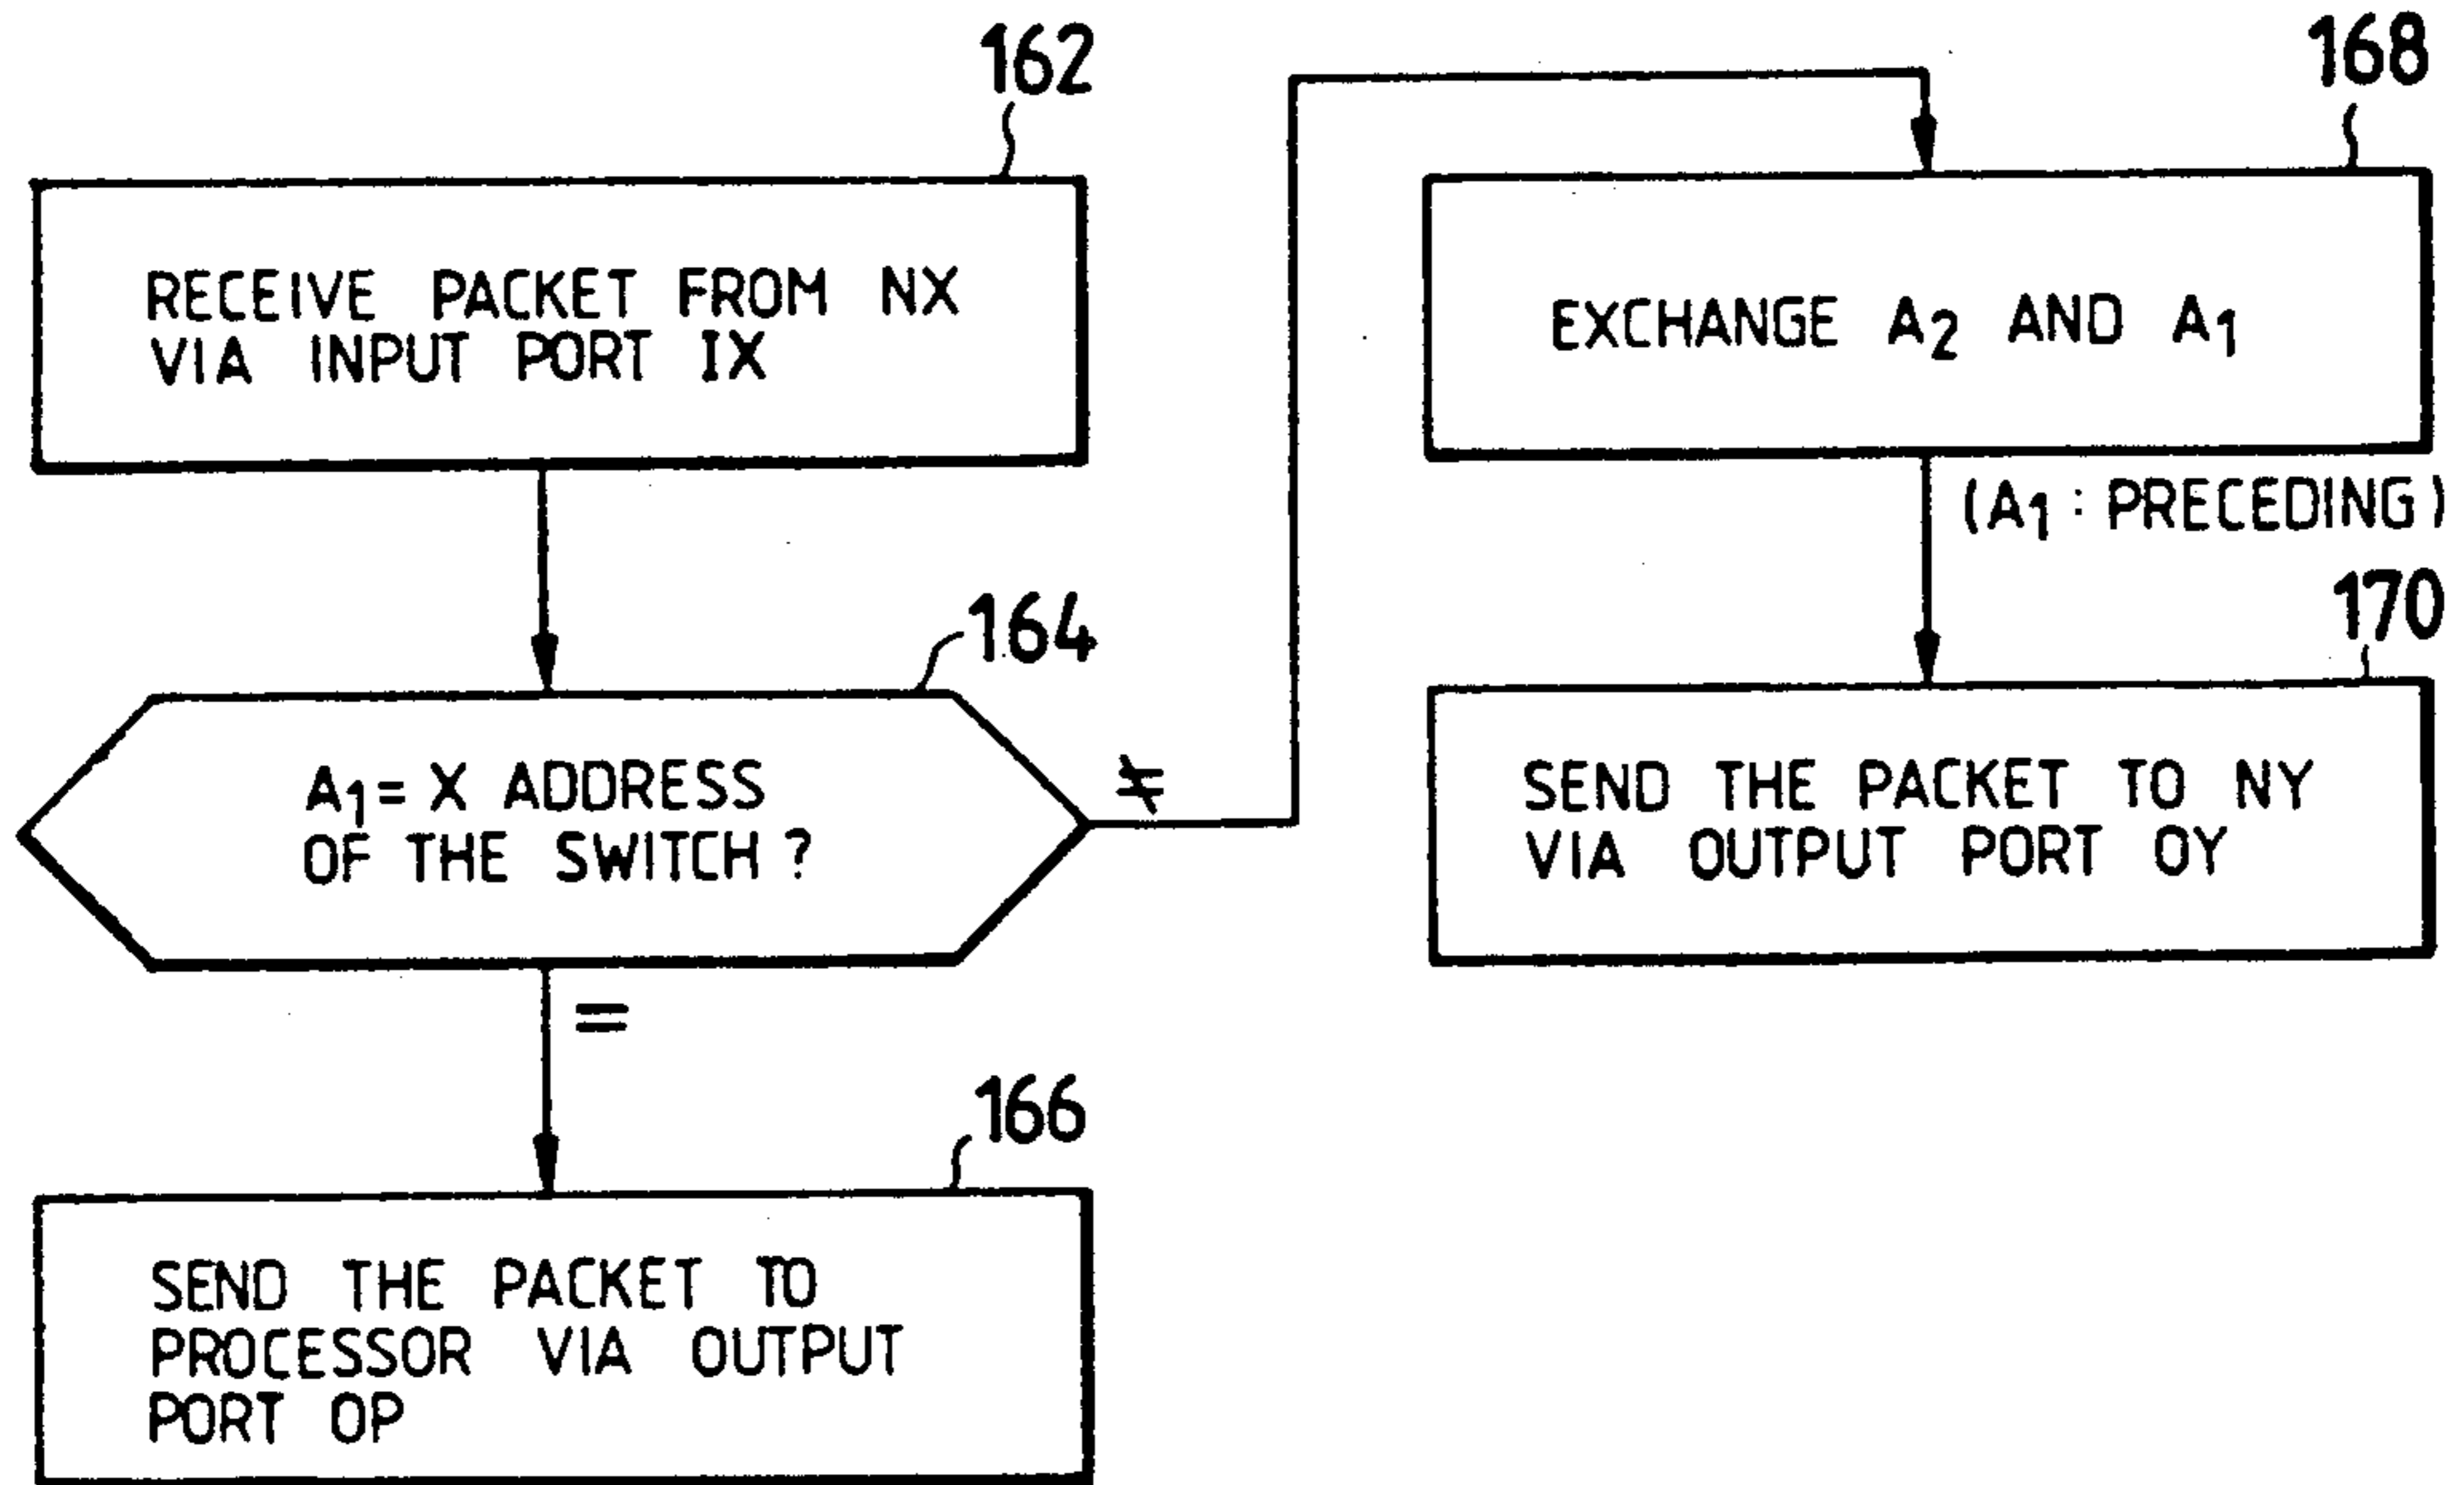 162
RECEIVE PACKET FROM NX
VIA INPUT PORT IX
164
A1 = X ADDRESS
OF THE SWITCH ?
≠
=
166
SEND THE PACKET TO
PROCESSOR VIA OUTPUT
PORT OP
168
EXCHANGE A2 AND A1
(A1 : PRECEDING)
170
SEND THE PACKET TO NY
VIA OUTPUT PORT OY